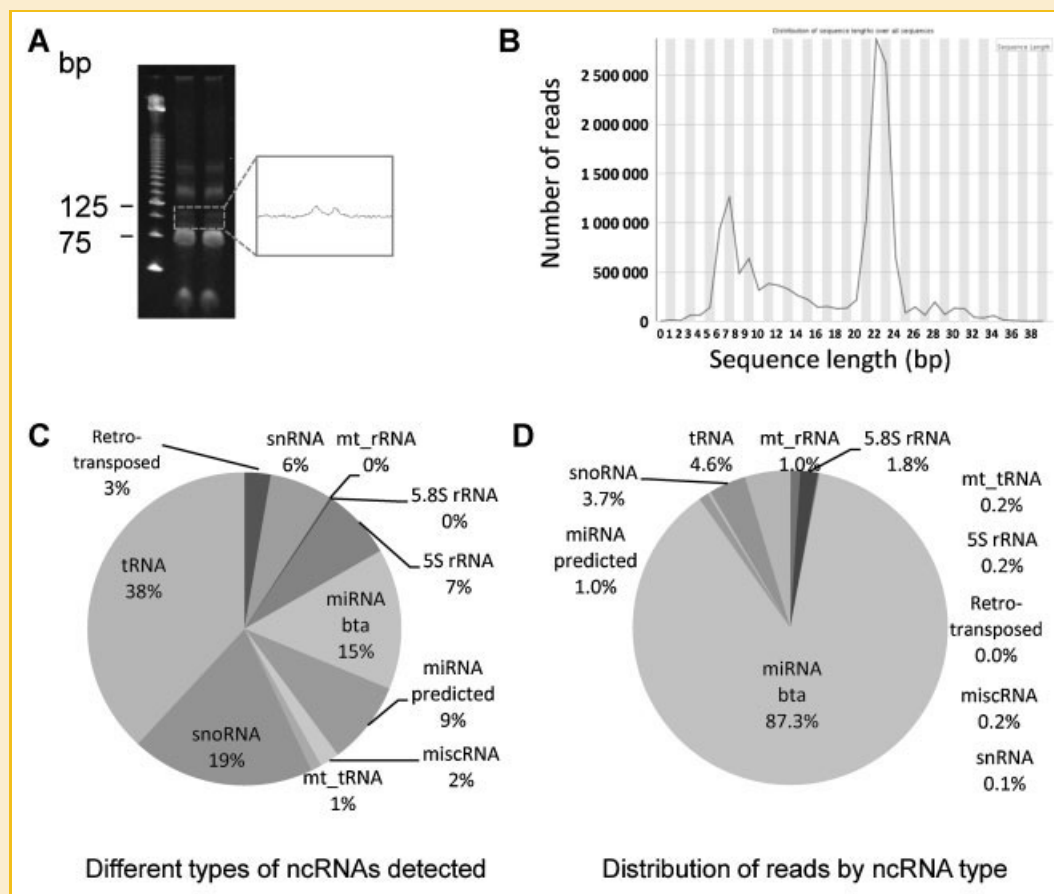 A
bp
125
75
B
Distribution of sequence lengths over all sequences
Sequence Length
Number of reads
2 500 000
2 000 000
1 500 000
1 000 000
500 000
0
0 1 2 3 4 5 6 7 8 9 10 12 14 16 18 20 22 24 26 28 30 32 34 36 38
Sequence length (bp)
C
Retro-
transposed
3%
snRNA
6%
mt_rRNA
0%
5.8S rRNA
0%
5S rRNA
7%
miRNA
bta
15%
miRNA
predicted
9%
miscRNA
2%
mt_tRNA
1%
snoRNA
19%
tRNA
38%
Different types of ncRNAs detected
D
tRNA
4.6%
mt_rRNA
1.0%
5.8S rRNA
1.8%
snoRNA
3.7%
miRNA
predicted
1.0%
mt_tRNA
0.2%
5S rRNA
0.2%
Retro-
transposed
0.0%
miscRNA
0.2%
snRNA
0.1%
miRNA
bta
87.3%
Distribution of reads by ncRNA type